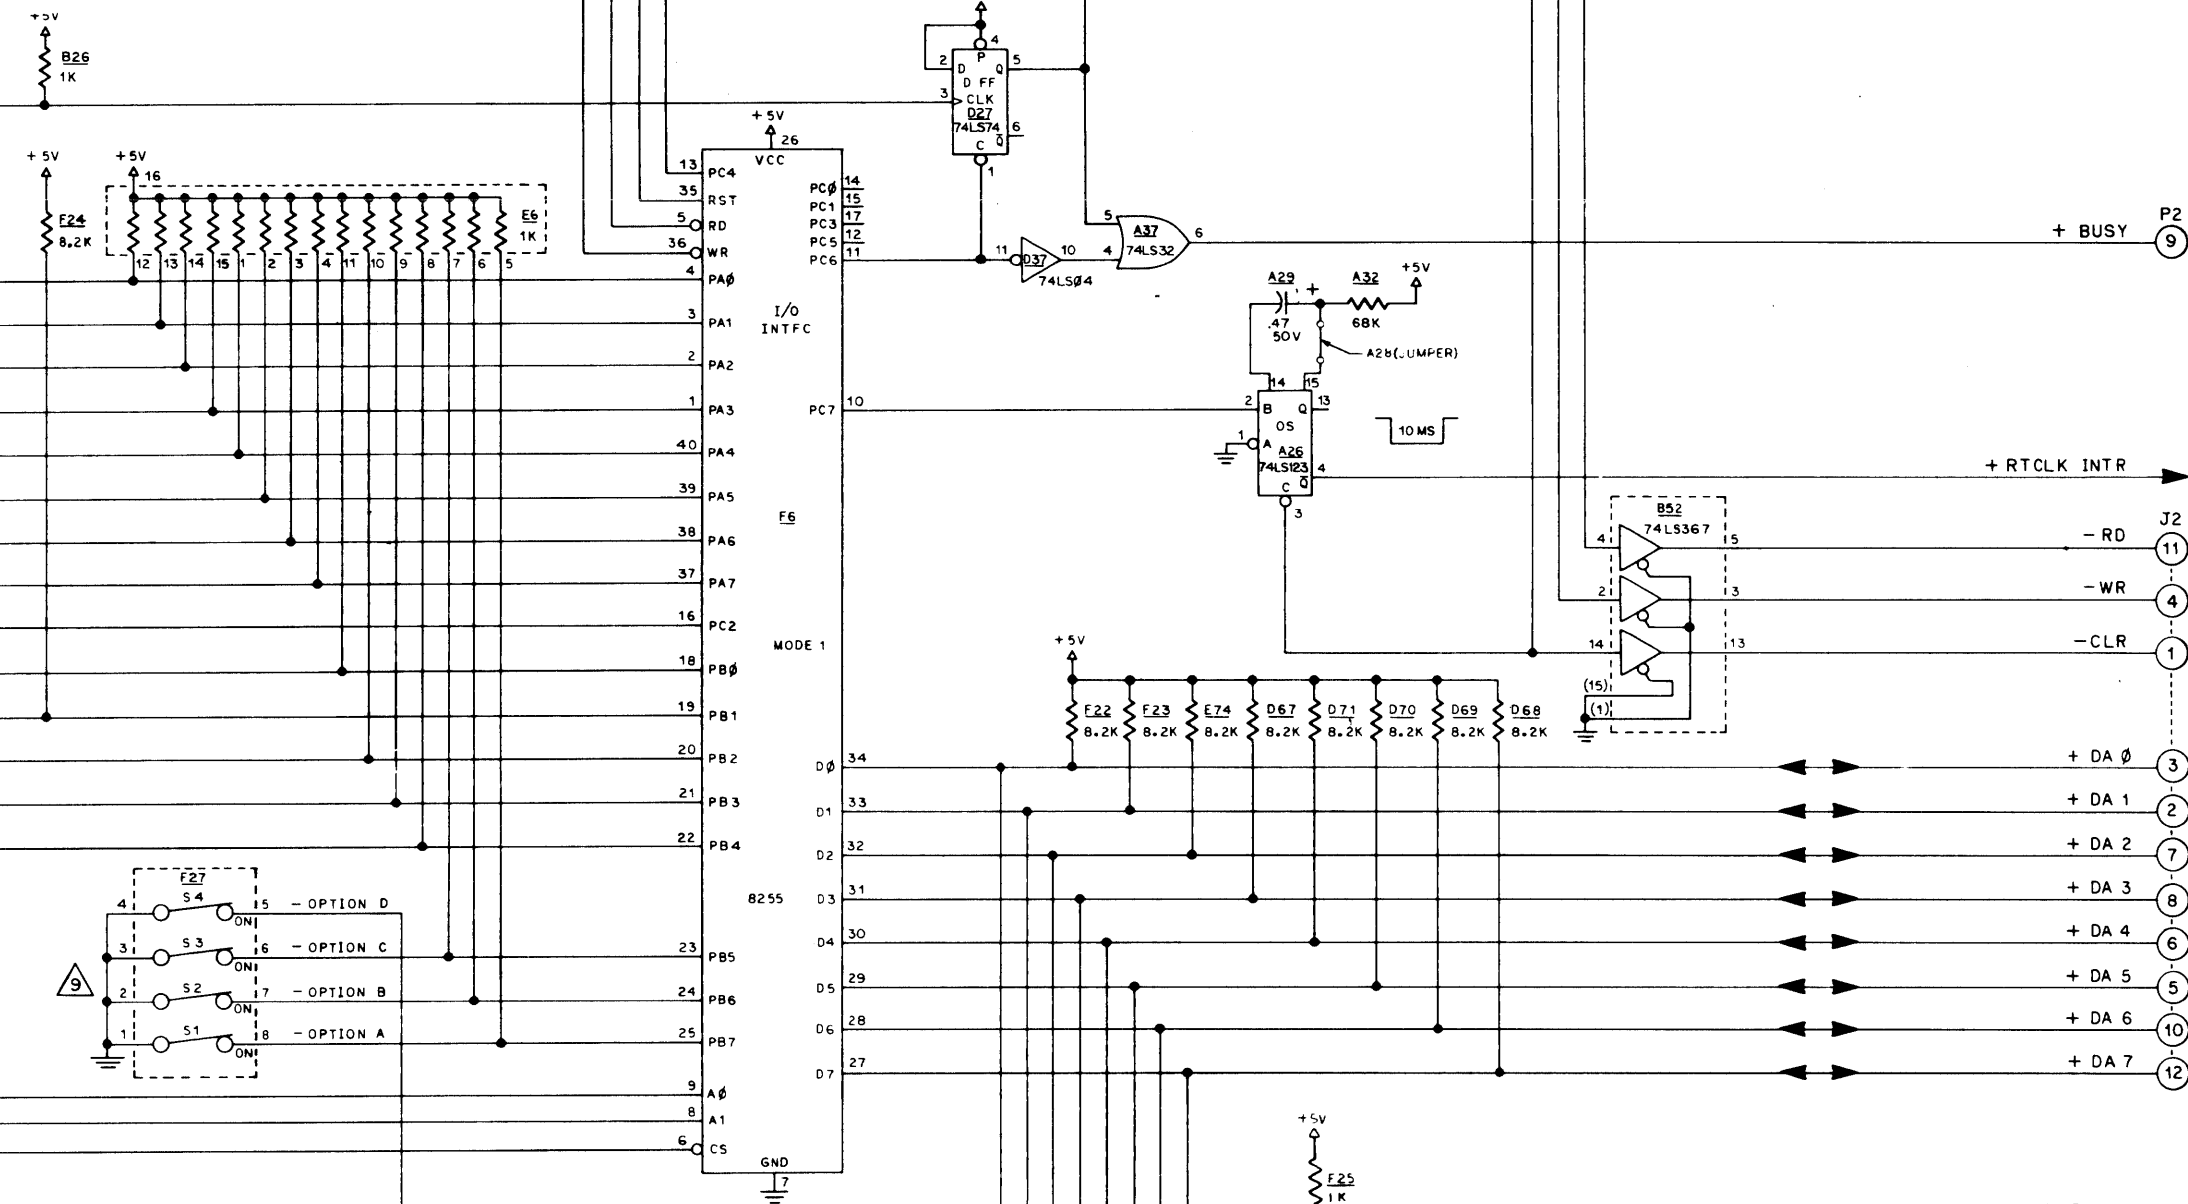 +5V
B26
1K
+5V
F24
8.2K
+5V
16
E6
1K
12 13 14 15 1 2 3 4 11 10 9 8 7 6 5
+5V
26
VCC
13 PC4
35 RST
5 RD
36 WR
4 PAØ
3 PA1
2 PA2
1 PA3
40 PA4
39 PA5
38 PA6
37 PA7
16 PC2
18 PBØ
19 PB1
20 PB2
21 PB3
22 PB4
23 PB5
24 PB6
25 PB7
9 AØ
8 A1
6 CS
I/O
INTFC
F6
MODE 1
8255
GND
7
PCØ 14
PC1 15
PC3 17
PC5 12
PC6 11
PC7 10
DØ 34
D1 33
D2 32
D3 31
D4 30
D5 29
D6 28
D7 27
4
P
2 D Q 5
D FF
3 CLK
D27
74LS74 6
Q
C
1
11 D37 10
74LSØ4
5
A37
4 74LS32
6
+ BUSY
P2
9
A29 +
.47
50V
A32
68K
+5V
A28(JUMPER)
14 15
2 B Q 13
OS
1 A
A26
74LS123 4
C Q
3
10 MS
+ RTCLK INTR
B52
74LS367
J2
4 5 - RD 11
2 3 - WR 4
14 13 - CLR 1
(15)
(1)
+5V
F22
8.2K
F23
8.2K
E74
8.2K
D67
8.2K
D71
8.2K
D70
8.2K
D69
8.2K
D68
8.2K
+ DA Ø 3
+ DA 1 2
+ DA 2 7
+ DA 3 8
+ DA 4 6
+ DA 5 5
+ DA 6 10
+ DA 7 12
F27
4 S4 ON 5 - OPTION D
3 S3 ON 6 - OPTION C
2 S2 ON 7 - OPTION B
1 S1 ON 8 - OPTION A
9
+5V
F25
1K